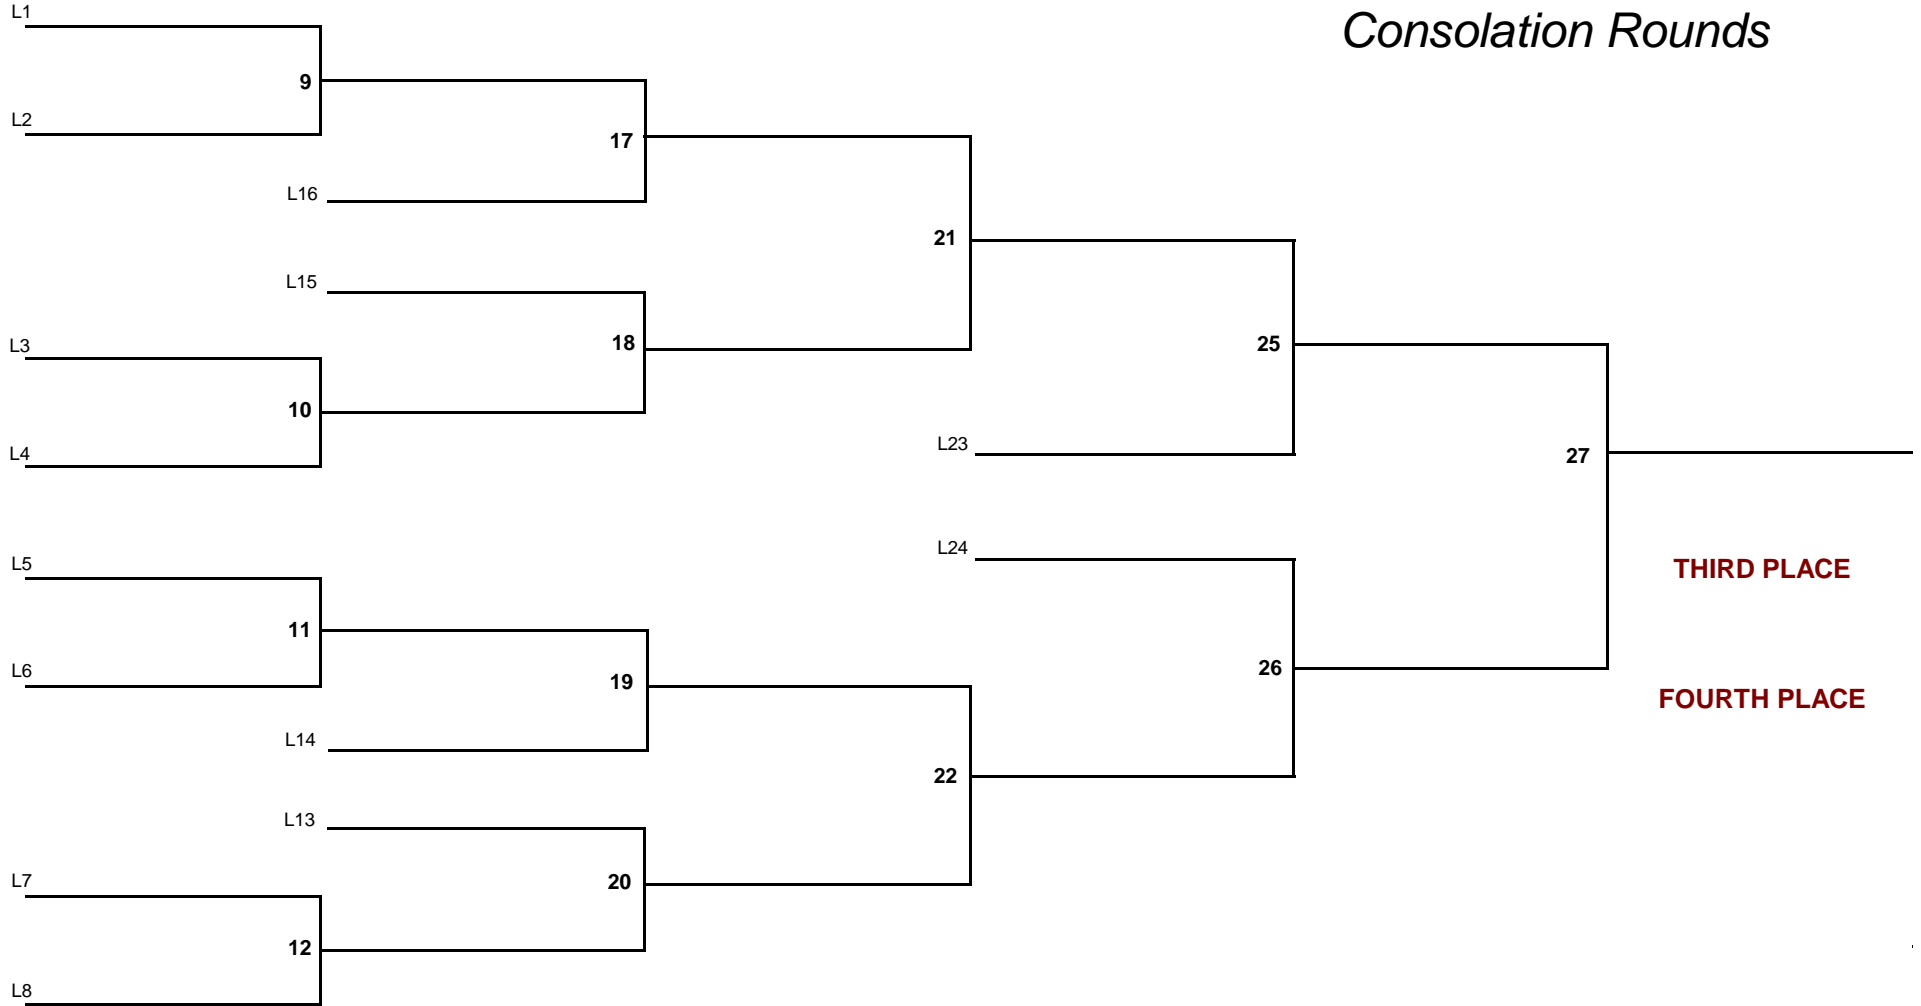 L1
Consolation Rounds
9
L2
17
L16
21
L15
18
L3
25
10
L23
L4
27
L24
L5
THIRD PLACE
11
L6
26
19
FOURTH PLACE
L14
22
L13
L7
20
12
L8